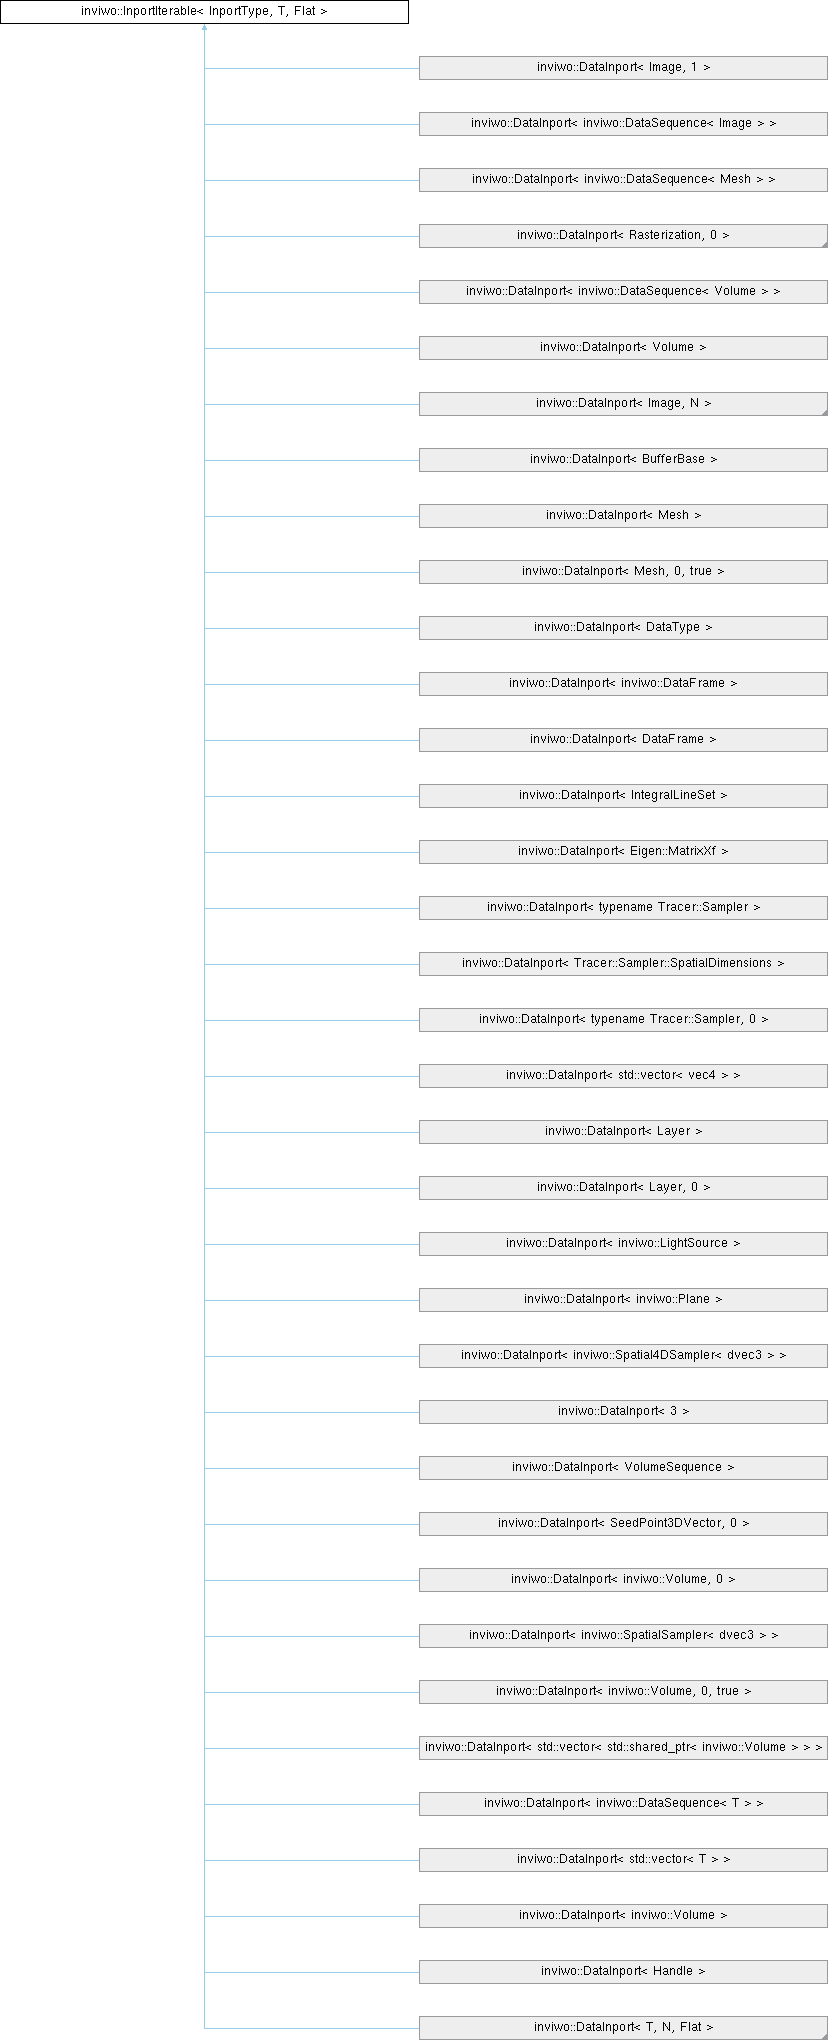 inviwo::InportIterable< InportType, T, Flat >
inviwo::DataInport< Image, 1 >
inviwo::DataInport< inviwo::DataSequence< Image > >
inviwo::DataInport< inviwo::DataSequence< Mesh > >
inviwo::DataInport< Rasterization, 0 >
inviwo::DataInport< inviwo::DataSequence< Volume > >
inviwo::DataInport< Volume >
inviwo::DataInport< Image, N >
inviwo::DataInport< BufferBase >
inviwo::DataInport< Mesh >
inviwo::DataInport< Mesh, 0, true >
inviwo::DataInport< DataType >
inviwo::DataInport< inviwo::DataFrame >
inviwo::DataInport< DataFrame >
inviwo::DataInport< IntegralLineSet >
inviwo::DataInport< Eigen::MatrixXf >
inviwo::DataInport< typename Tracer::Sampler >
inviwo::DataInport< Tracer::Sampler::SpatialDimensions >
inviwo::DataInport< typename Tracer::Sampler, 0 >
inviwo::DataInport< std::vector< vec4 > >
inviwo::DataInport< Layer >
inviwo::DataInport< Layer, 0 >
inviwo::DataInport< inviwo::LightSource >
inviwo::DataInport< inviwo::Plane >
inviwo::DataInport< inviwo::Spatial4DSampler< dvec3 > >
inviwo::DataInport< 3 >
inviwo::DataInport< VolumeSequence >
inviwo::DataInport< SeedPoint3DVector, 0 >
inviwo::DataInport< inviwo::Volume, 0 >
inviwo::DataInport< inviwo::SpatialSampler< dvec3 > >
inviwo::DataInport< inviwo::Volume, 0, true >
inviwo::DataInport< std::vector< std::shared_ptr< inviwo::Volume > > >
inviwo::DataInport< inviwo::DataSequence< T > >
inviwo::DataInport< std::vector< T > >
inviwo::DataInport< inviwo::Volume >
inviwo::DataInport< Handle >
inviwo::DataInport< T, N, Flat >